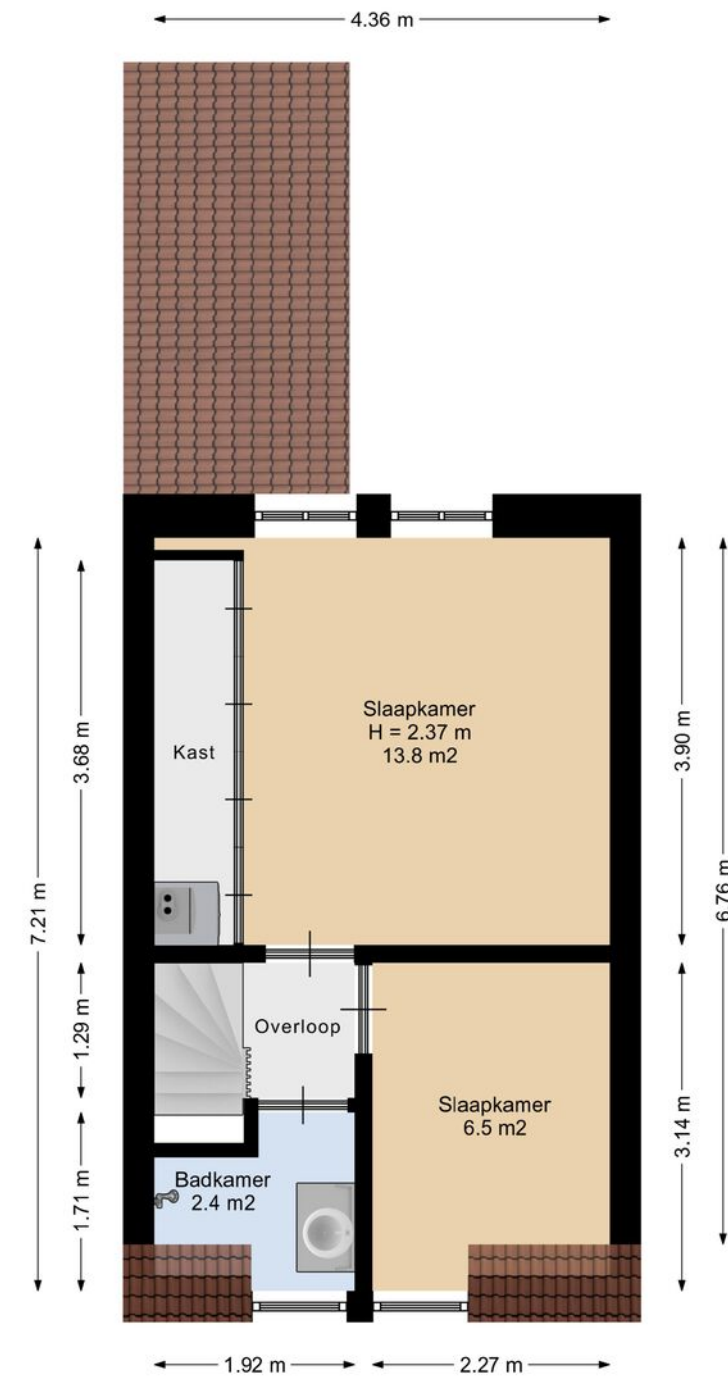 4.36 m
Slaapkamer
H = 2.37 m
13.8 m2
Kast
3.68 m
3.90 m
7.21 m
6.76 m
Overloop
1.29 m
Slaapkamer
6.5 m2
3.14 m
Badkamer
2.4 m2
1.71 m
1.92 m
2.27 m